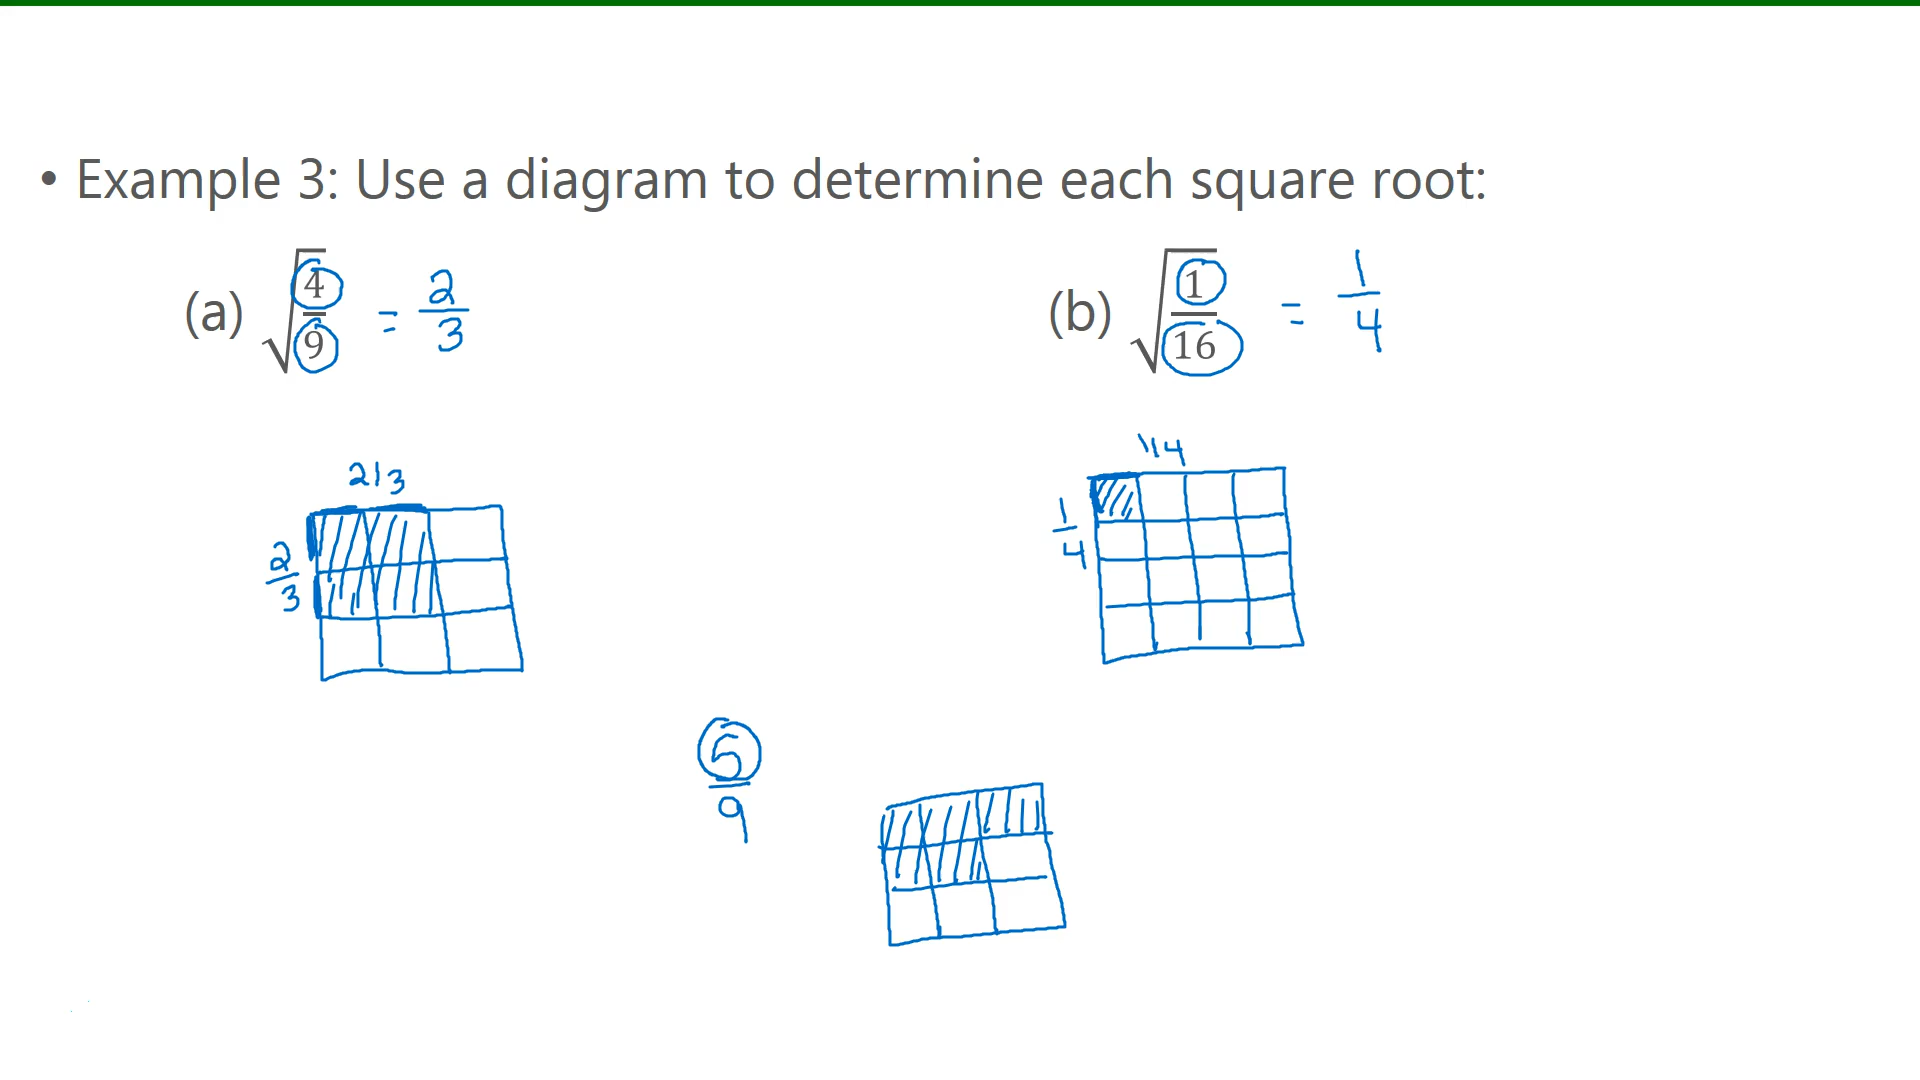 • Example 3: Use a diagram to determine each square root:
(a) √(4/9) = 2/3
(b) √(1/16) = 1/4
2/3
2/3
1/4
1/4
5/9